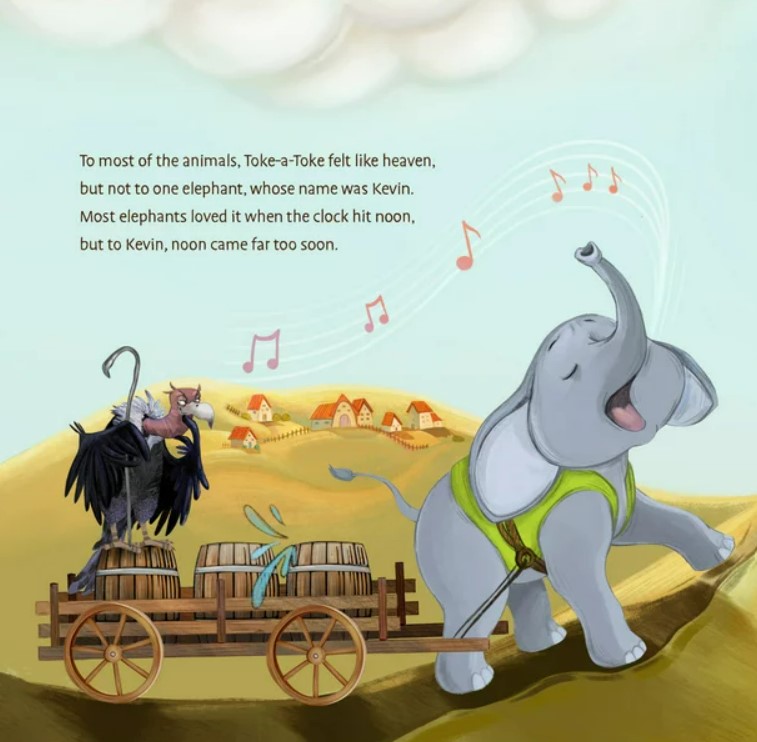 To most of the animals, Toke-a-Toke felt like heaven,
but not to one elephant, whose name was Kevin.
Most elephants loved it when the clock hit noon,
but to Kevin, noon came far too soon.